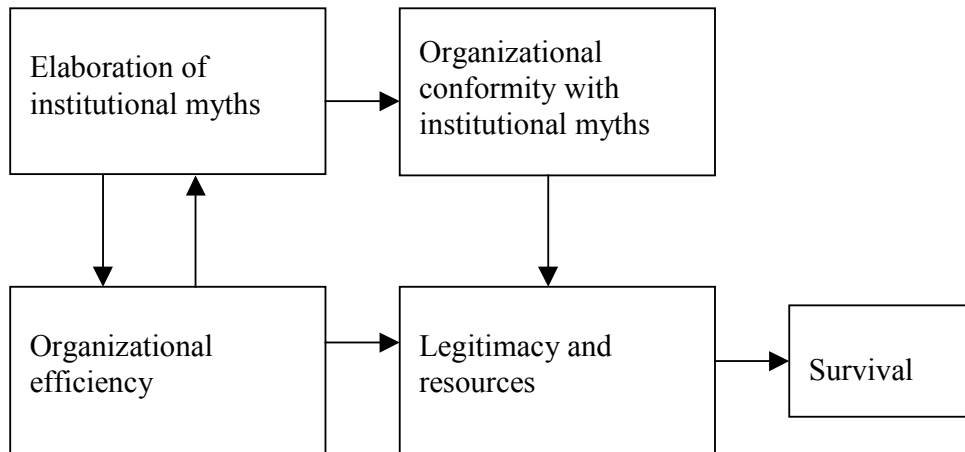 Elaboration of
institutional myths
Organizational
conformity with
institutional myths
Organizational
efficiency
Legitimacy and
resources
Survival